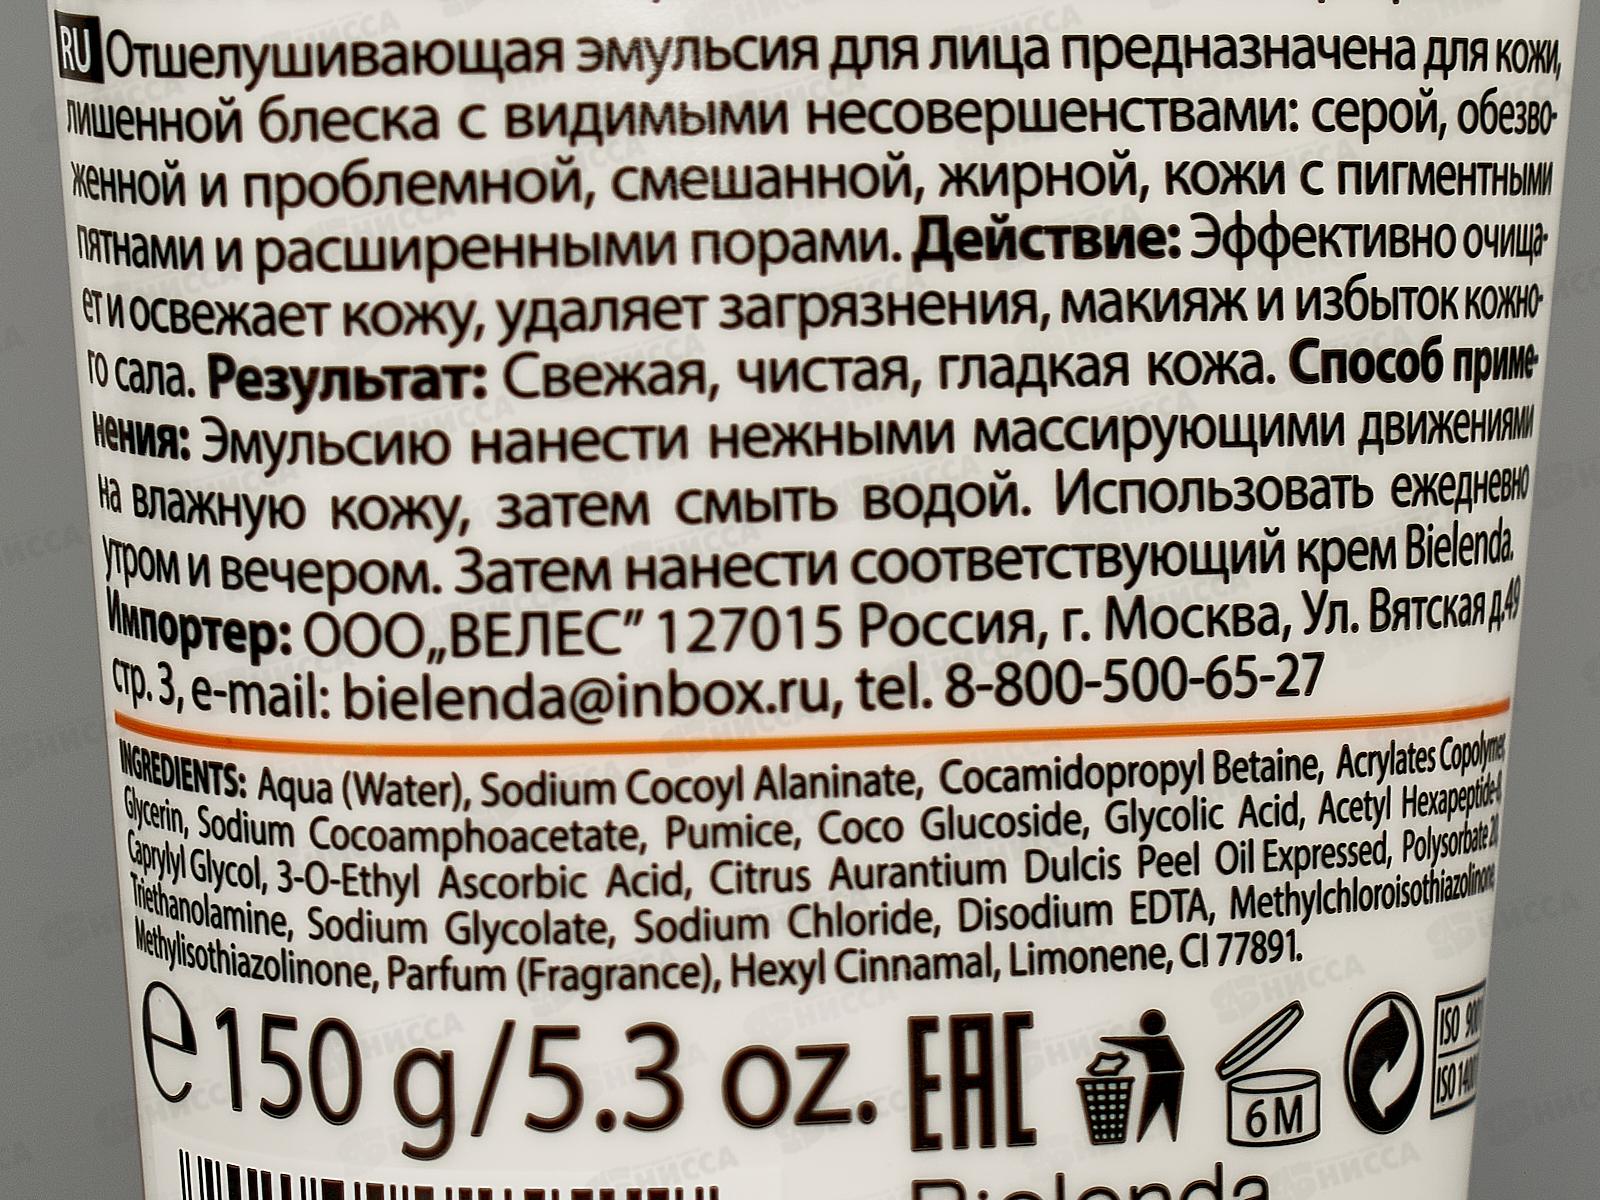 RU Отшелушивающая эмульсия для лица предназначена для кожи,
лишенной блеска с видимыми несовершенствами: серой, обезво-
женной и проблемной, смешанной, жирной, кожи с пигментными
пятнами и расширенными порами. Действие: Эффективно очища-
ет и освежает кожу, удаляет загрязнения, макияж и избыток кожно-
го сала. Результат: Свежая, чистая, гладкая кожа. Способ приме-
нения: Эмульсию нанести нежными массирующими движениями
на влажную кожу, затем смыть водой. Использовать ежедневно
утром и вечером. Затем нанести соответствующий крем Bielenda.
Импортер: ООО„ВЕЛЕС” 127015 Россия, г. Москва, Ул. Вятская д.49
стр. 3, e-mail: bielenda@inbox.ru, tel. 8-800-500-65-27
INGREDIENTS: Aqua (Water), Sodium Cocoyl Alaninate, Cocamidopropyl Betaine, Acrylates Copolymer,
Glycerin, Sodium Cocoamphoacetate, Pumice, Coco Glucoside, Glycolic Acid, Acetyl Hexapeptide-8,
Caprylyl Glycol, 3-O-Ethyl Ascorbic Acid, Citrus Aurantium Dulcis Peel Oil Expressed, Polysorbate 20,
Triethanolamine, Sodium Glycolate, Sodium Chloride, Disodium EDTA, Methylchloroisothiazolinone,
Methylisothiazolinone, Parfum (Fragrance), Hexyl Cinnamal, Limonene, CI 77891.
e 150 g/5.3 oz. EAC 6M
ISO 9001
ISO 14001
Bielenda